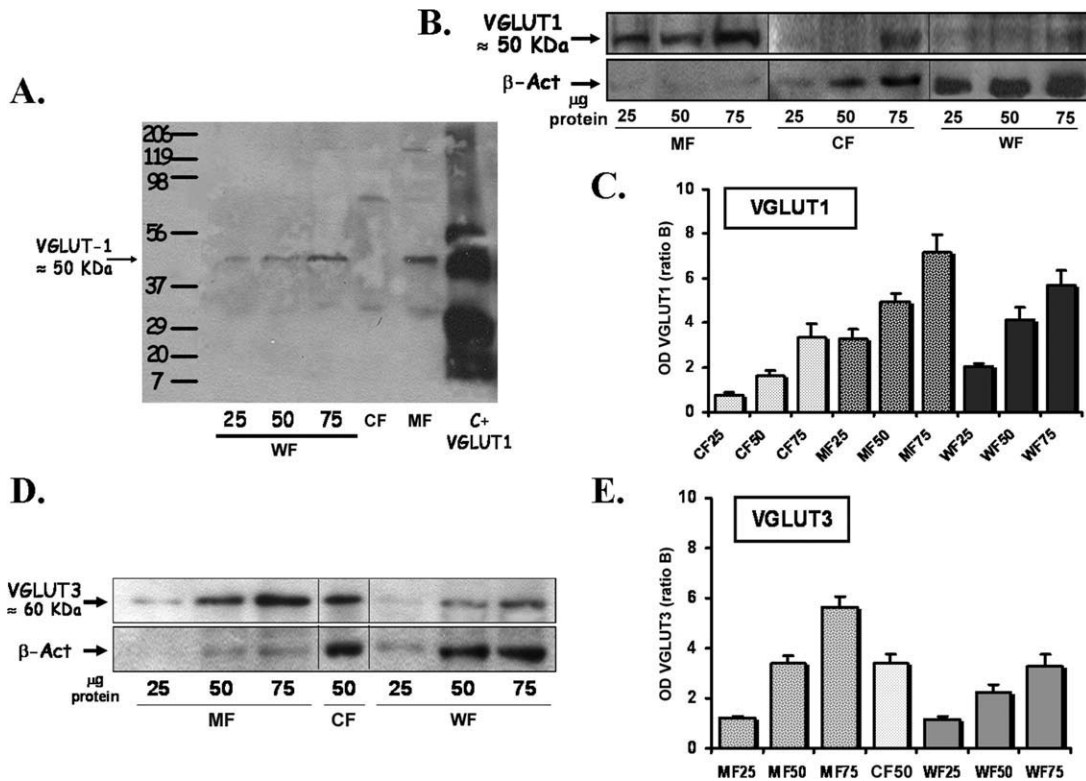 B.
VGLUT1
≈ 50 KDa
β-Act
μg
protein
25 50 75 25 50 75 25 50 75
MF CF WF
A.
206
119
98
56
37
29
20
7
VGLUT-1
≈ 50 KDa
25 50 75 CF MF C+
WF VGLUT1
C.
VGLUT1
OD VGLUT1 (ratio B)
10
8
6
4
2
0
CF25 CF50 CF75 MF25 MF50 MF75 WF25 WF50 WF75
D.
VGLUT3
≈ 60 KDa
β-Act
μg
protein
25 50 75 50 25 50 75
MF CF WF
E.
VGLUT3
OD VGLUT3 (ratio B)
10
8
6
4
2
0
MF25 MF50 MF75 CF50 WF25 WF50 WF75